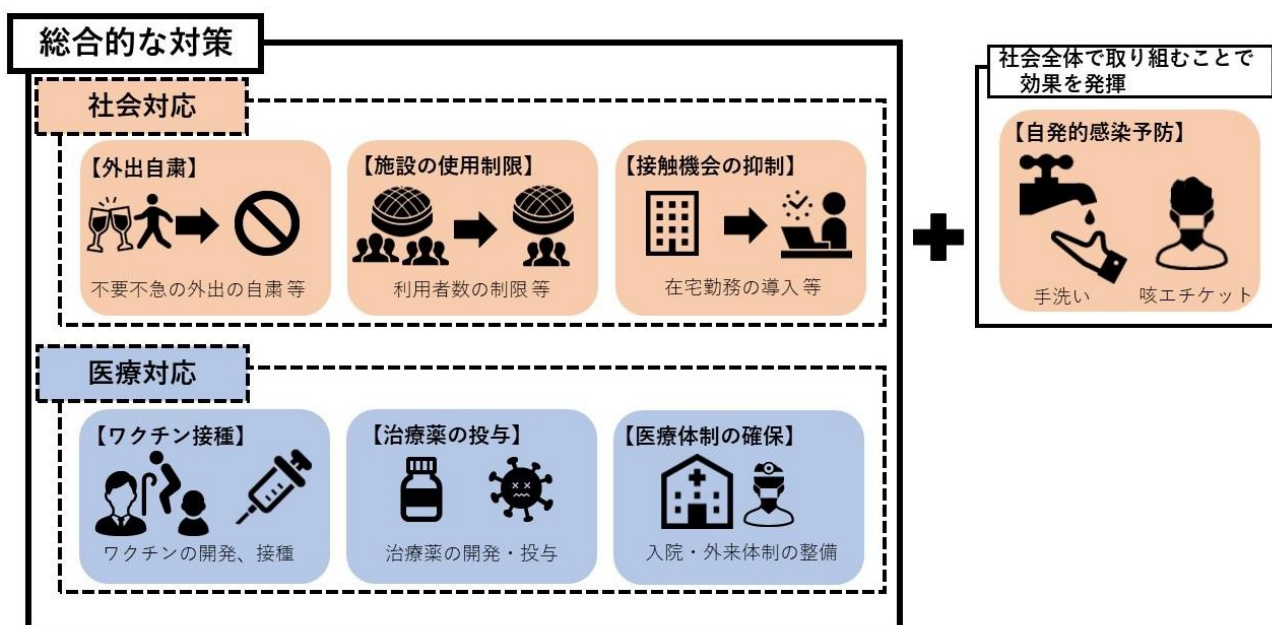 総合的な対策
社会対応
【外出自粛】
不要不急の外出の自粛等
【施設の使用制限】
利用者数の制限等
【接触機会の抑制】
在宅勤務の導入等
医療対応
【ワクチン接種】
ワクチンの開発、接種
【治療薬の投与】
治療薬の開発・投与
【医療体制の確保】
入院・外来体制の整備
社会全体で取り組むことで
効果を発揮
【自発的感染予防】
手洗い
咳エチケット